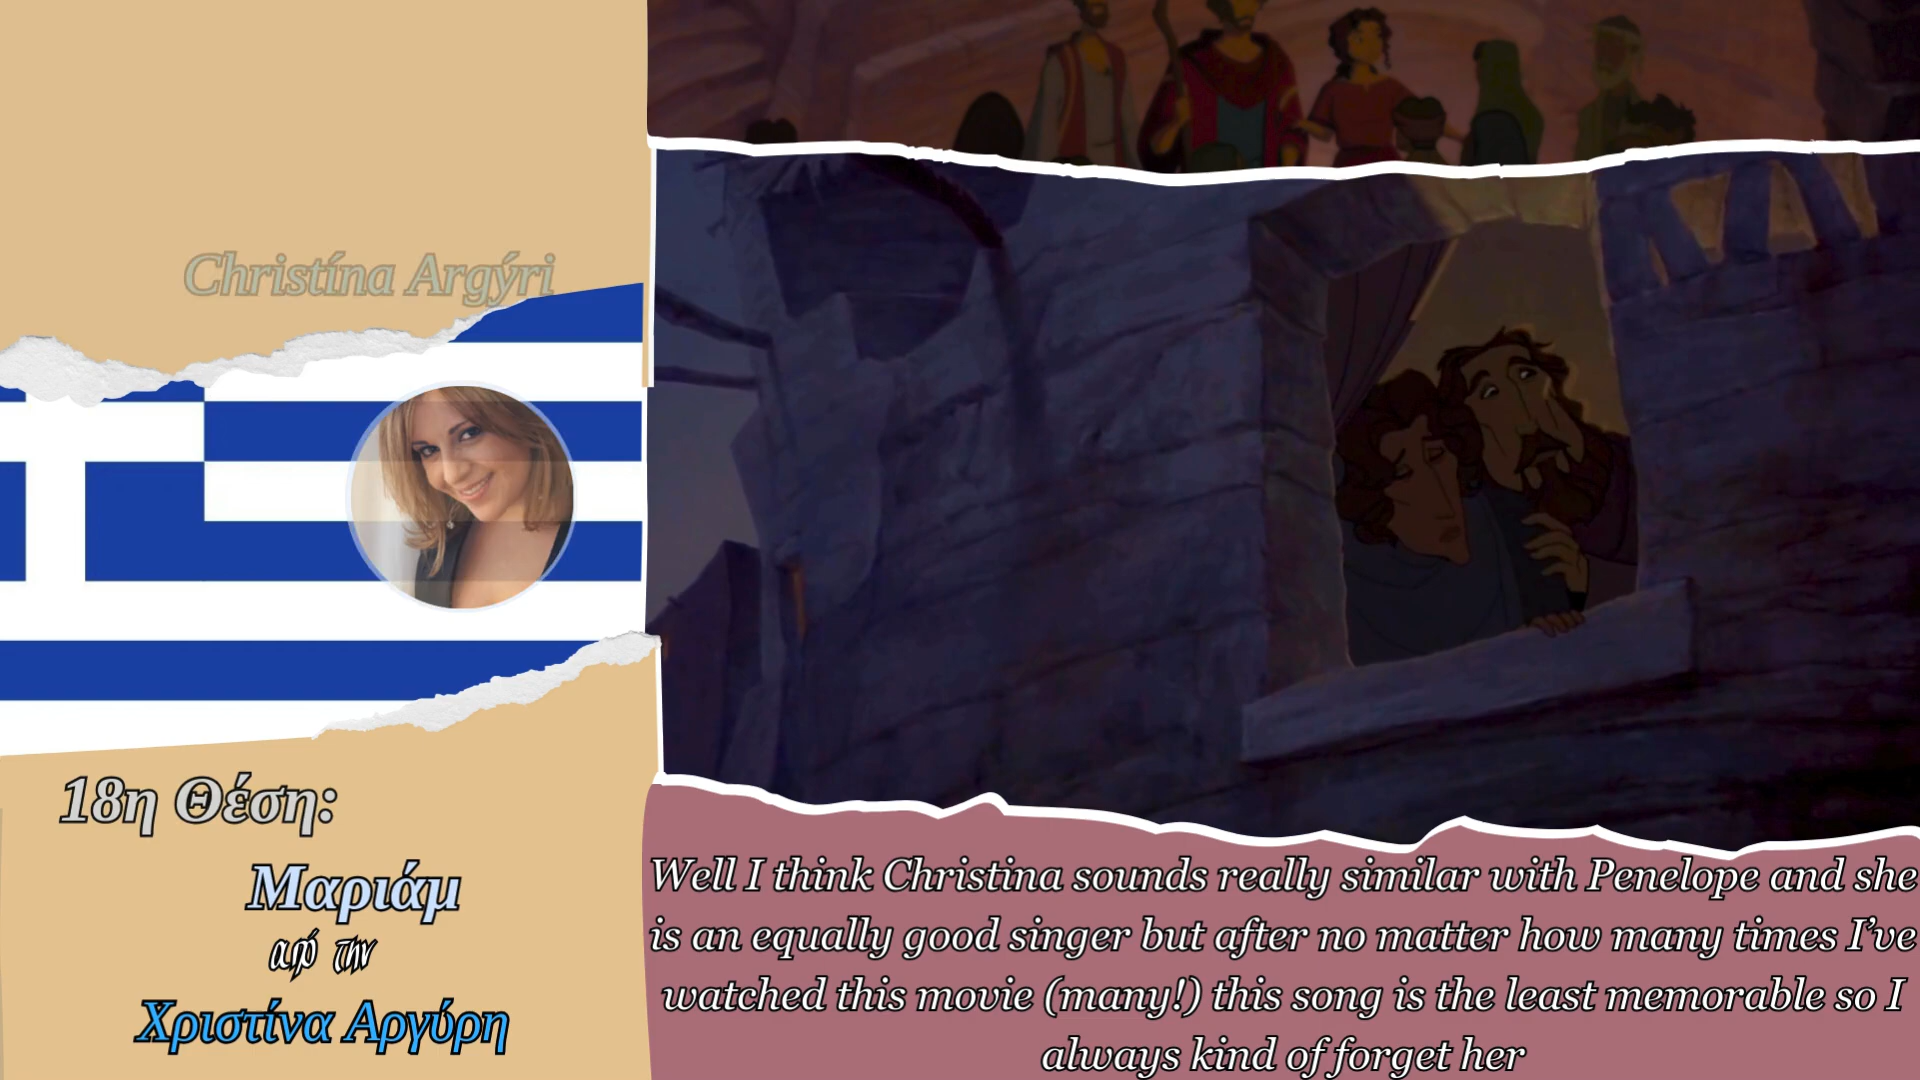 Christína Argýri
18η Θέση:
Μαριάμ
από την
Χριστίνα Αργύρη
Well I think Christina sounds really similar with Penelope and she
is an equally good singer but after no matter how many times I've
watched this movie (many!) this song is the least memorable so I
always kind of forget her